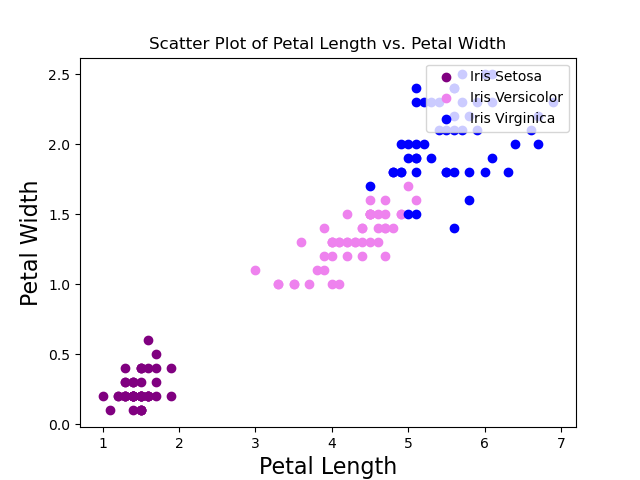 Scatter Plot of Petal Length vs. Petal Width
Iris Setosa
Iris Versicolor
Iris Virginica
2.5
2.0
1.5
1.0
0.5
0.0
Petal Width
1 2 3 4 5 6 7
Petal Length